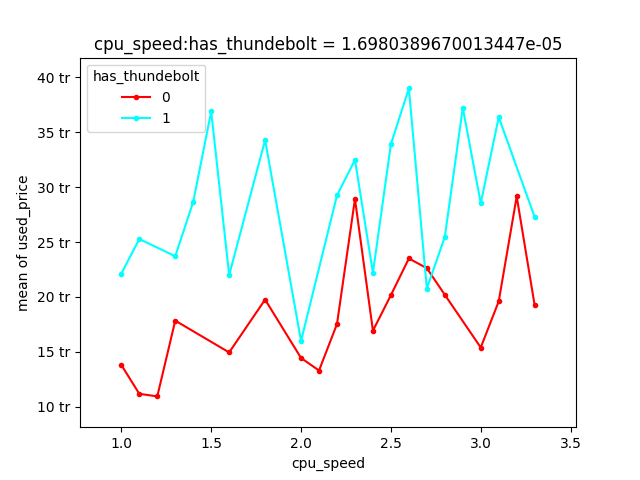 cpu_speed:has_thundebolt = 1.6980389670013447e-05
has_thundebolt
0
1
mean of used_price
40 tr
35 tr
30 tr
25 tr
20 tr
15 tr
10 tr
1.0 1.5 2.0 2.5 3.0 3.5
cpu_speed